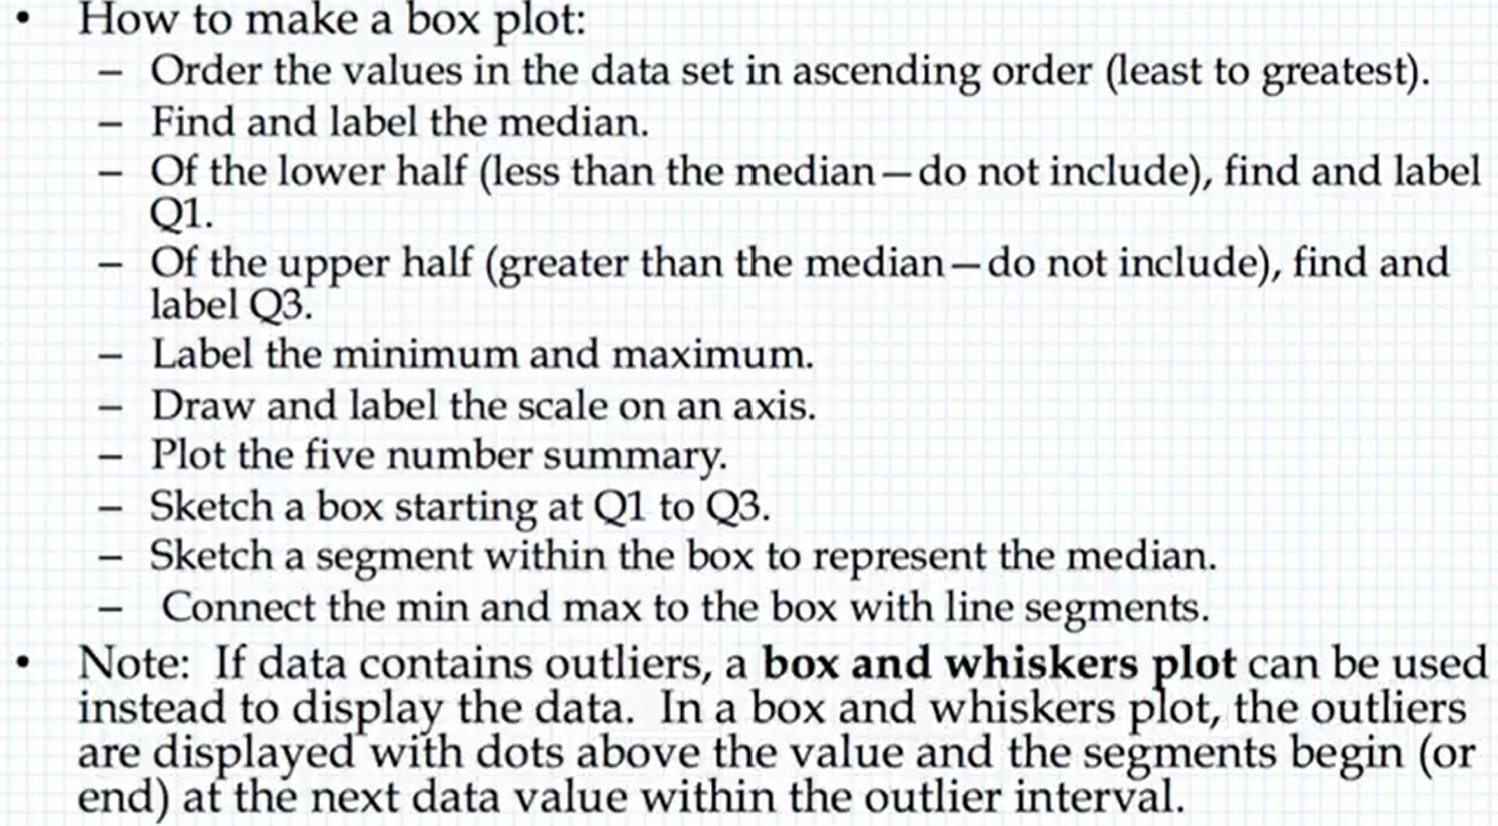 • How to make a box plot:
– Order the values in the data set in ascending order (least to greatest).
– Find and label the median.
– Of the lower half (less than the median—do not include), find and label
Q1.
– Of the upper half (greater than the median—do not include), find and
label Q3.
– Label the minimum and maximum.
– Draw and label the scale on an axis.
– Plot the five number summary.
– Sketch a box starting at Q1 to Q3.
– Sketch a segment within the box to represent the median.
– Connect the min and max to the box with line segments.
• Note: If data contains outliers, a box and whiskers plot can be used
instead to display the data. In a box and whiskers plot, the outliers
are displayed with dots above the value and the segments begin (or
end) at the next data value within the outlier interval.